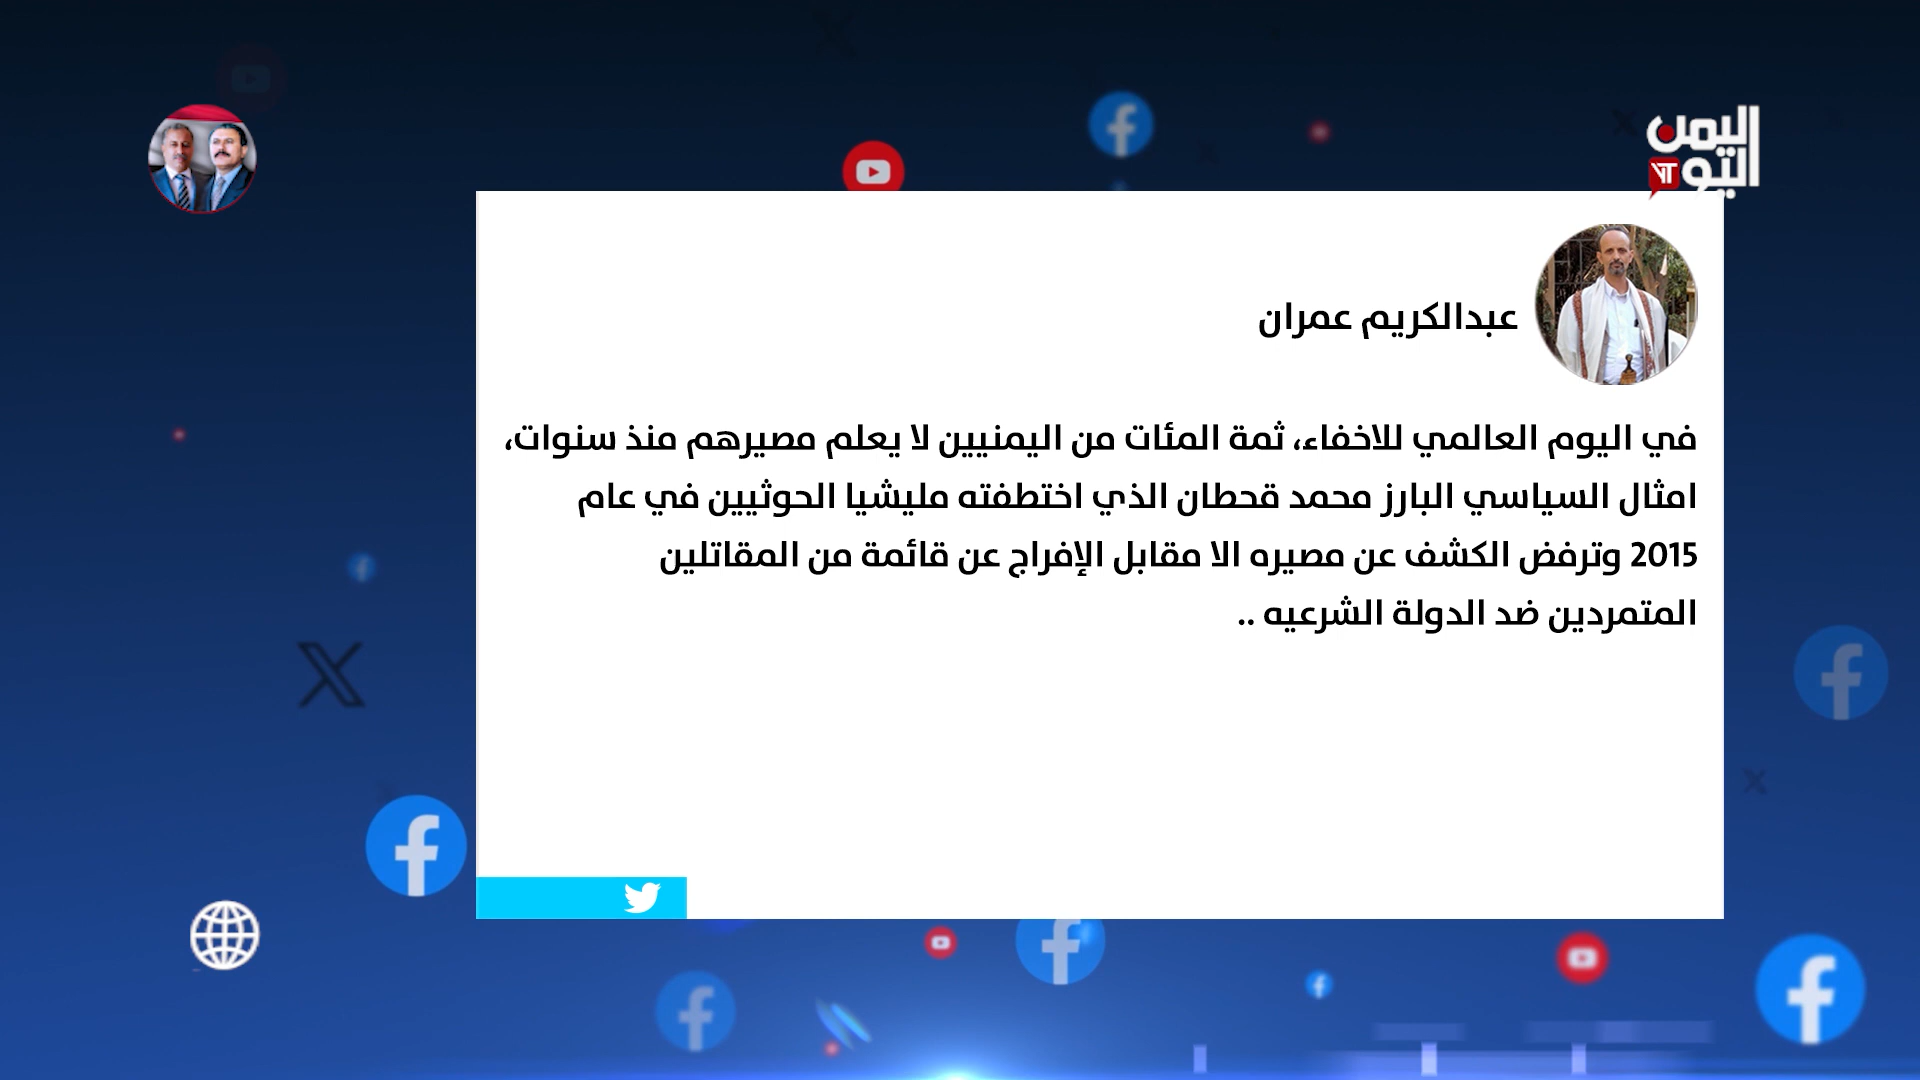 اليمن
اليوم
YT
عبدالكريم عمران
في اليوم العالمي للاخفاء، ثمة المئات من اليمنيين لا يعلم مصيرهم منذ سنوات،
امثال السياسي البارز محمد قحطان الذي اختطفته مليشيا الحوثيين في عام
2015 وترفض الكشف عن مصيره الا مقابل الإفراج عن قائمة من المقاتلين
المتمردين ضد الدولة الشرعيه ..